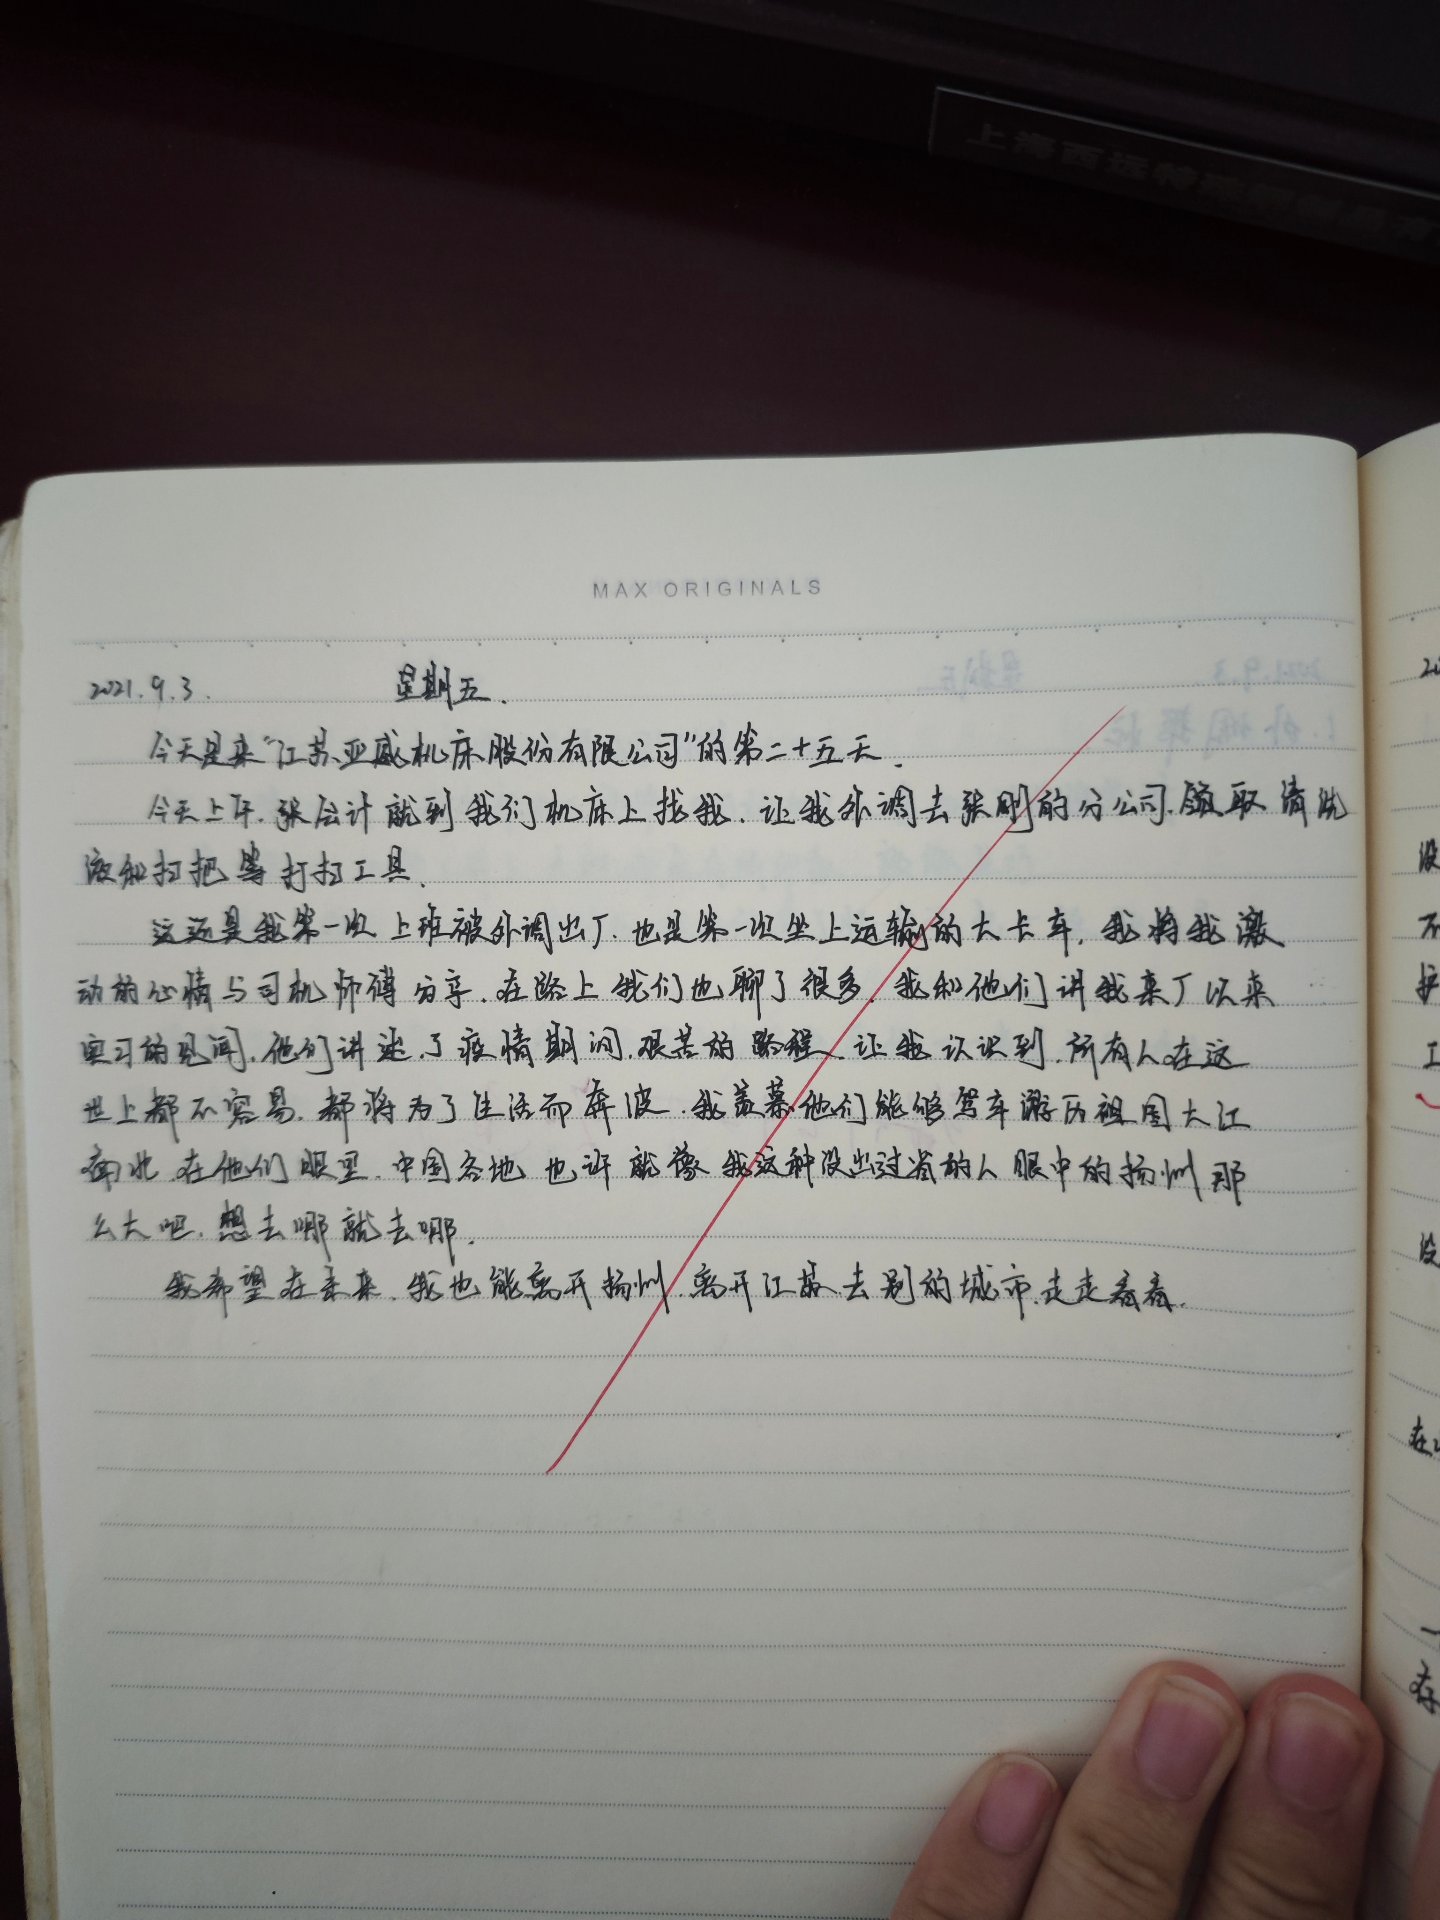 上海西远特殊钢
MAX ORIGINALS
2021.9.3. 星期五.
今天是来“江苏亚威机床股份有限公司”的第二十五天.
今天上午.张会计就到我们机床上找我.让我外调去张刚的分公司.领取清洗
液和扫把等打扫工具.
这还是我第一次上班被外调出厂.也是第一次坐上运输的大卡车,我将我激
动的心情与司机师傅分享.在路上我们也聊了很多.我和他们讲我来厂以来
实习的见闻.他们讲述了疫情期间.艰苦的路程.让我认识到.所有人在这
世上都不容易.都将为了生活而奔波.我羡慕他们能够驾车游历祖国大江
南北.在他们眼里.中国各地也许就像我这种没出过省的人眼中的扬州那
么大吧.想去哪就去哪.
我希望在未来.我也能离开扬州.离开江苏去别的城市.走走看看.